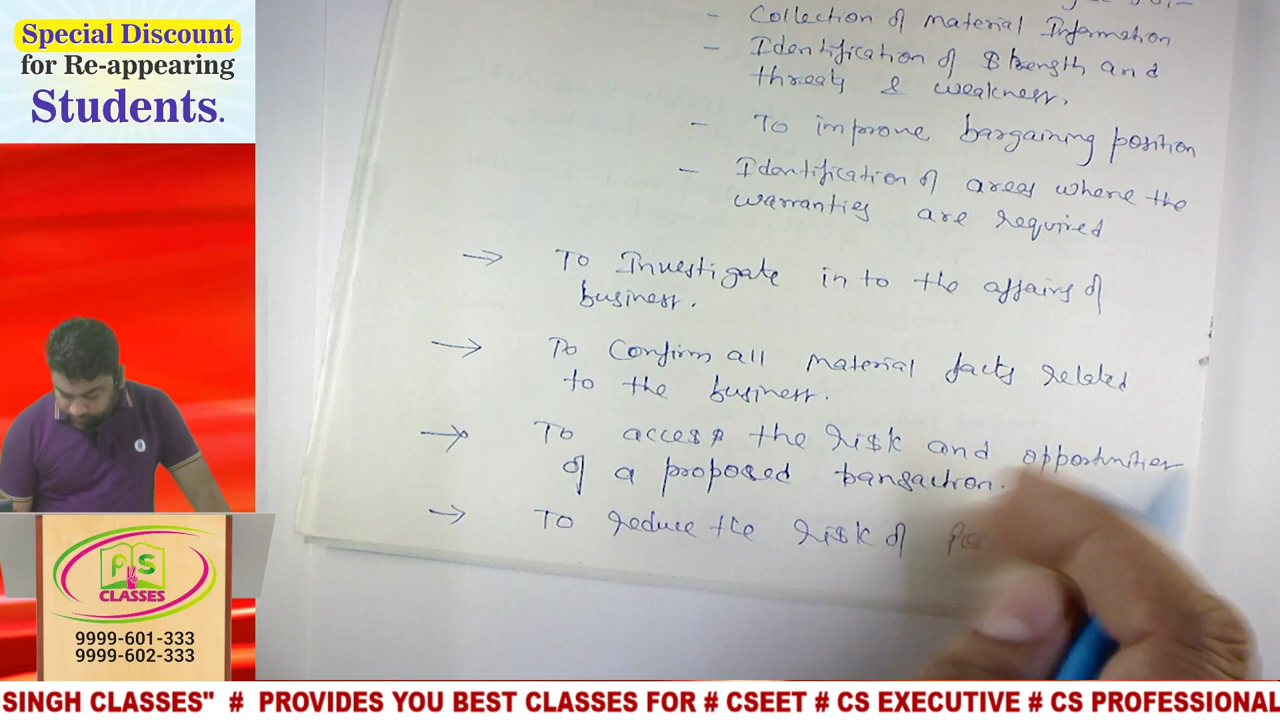 Special Discount
for Re-appearing
Students.
- Collection of material Information
- Identification of strength and
threats & weakness.
- To improve bargaining position
- Identification of areas where the
warranties are required
→ To Investigate in to the affairs of
business.
→ To Confirm all material facts related
to the business.
→ To access the risk and opportunities
of a proposed transaction.
→ To reduce the risk of
PS
CLASSES
9999-601-333
9999-602-333
SINGH CLASSES" # PROVIDES YOU BEST CLASSES FOR # CSEET # CS EXECUTIVE # CS PROFESSIONAL